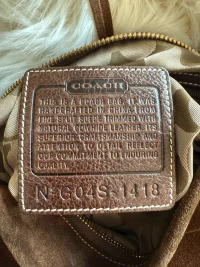 COACH
THIS IS A COACH BAG. IT WAS
HANDCRAFTED IN CHINA FROM
FINE SPLIT SUEDE TRIMMED WITH
NATURAL COWHIDE LEATHER. ITS
SUPERIOR CRAFTSMANSHIP AND
ATTENTION TO DETAIL REFLECT
OUR COMMITMENT TO ENDURING
QUALITY.
Nº G04S-1418